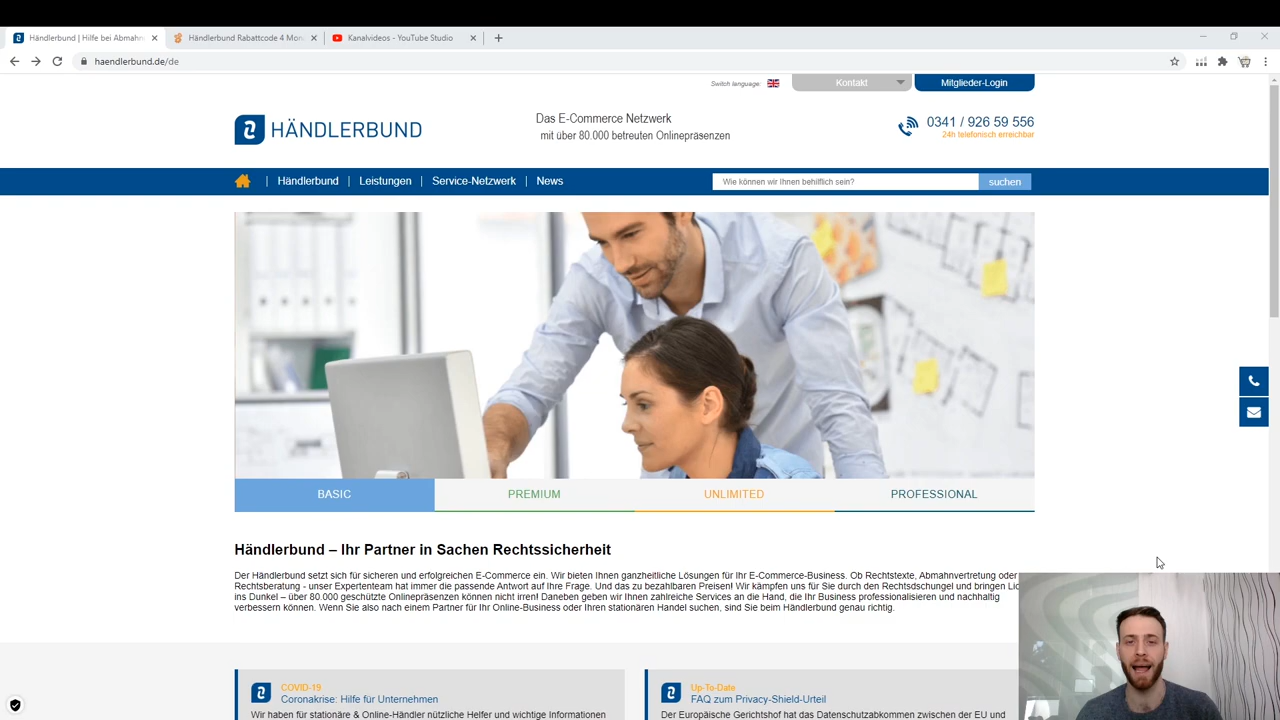 Händlerbund | Hilfe bei Abmahn
Händlerbund Rabattcode 4 Mona
Kanalvideos - YouTube Studio
haendlerbund.de/de
Switch language:
Kontakt
Mitglieder-Login
HÄNDLERBUND
Das E-Commerce Netzwerk
mit über 80.000 betreuten Onlinepräsenzen
0341 / 926 59 556
24h telefonisch erreichbar
Händlerbund
Leistungen
Service-Netzwerk
News
Wie können wir Ihnen behilflich sein?
suchen
BASIC
PREMIUM
UNLIMITED
PROFESSIONAL
Händlerbund – Ihr Partner in Sachen Rechtssicherheit
Der Händlerbund setzt sich für sicheren und erfolgreichen E-Commerce ein. Wir bieten Ihnen ganzheitliche Lösungen für Ihr E-Commerce-Business. Ob Rechtstexte, Abmahnvertretung oder
Rechtsberatung - unser Expertenteam hat immer die passende Antwort auf Ihre Frage. Und das zu bezahlbaren Preisen! Wir kämpfen uns für Sie durch den Rechtsdschungel und bringen Lic
ins Dunkel – über 80.000 geschützte Onlinepräsenzen können nicht irren! Daneben geben wir Ihnen zahlreiche Services an die Hand, die Ihr Business professionalisieren und nachhaltig
verbessern können. Wenn Sie also nach einem Partner für Ihr Online-Business oder Ihren stationären Handel suchen, sind Sie beim Händlerbund genau richtig.
COVID-19
Coronakrise: Hilfe für Unternehmen
Wir haben für stationäre & Online-Händler nützliche Helfer und wichtige Informationen
Up-To-Date
FAQ zum Privacy-Shield-Urteil
Der Europäische Gerichtshof hat das Datenschutzabkommen zwischen der EU und